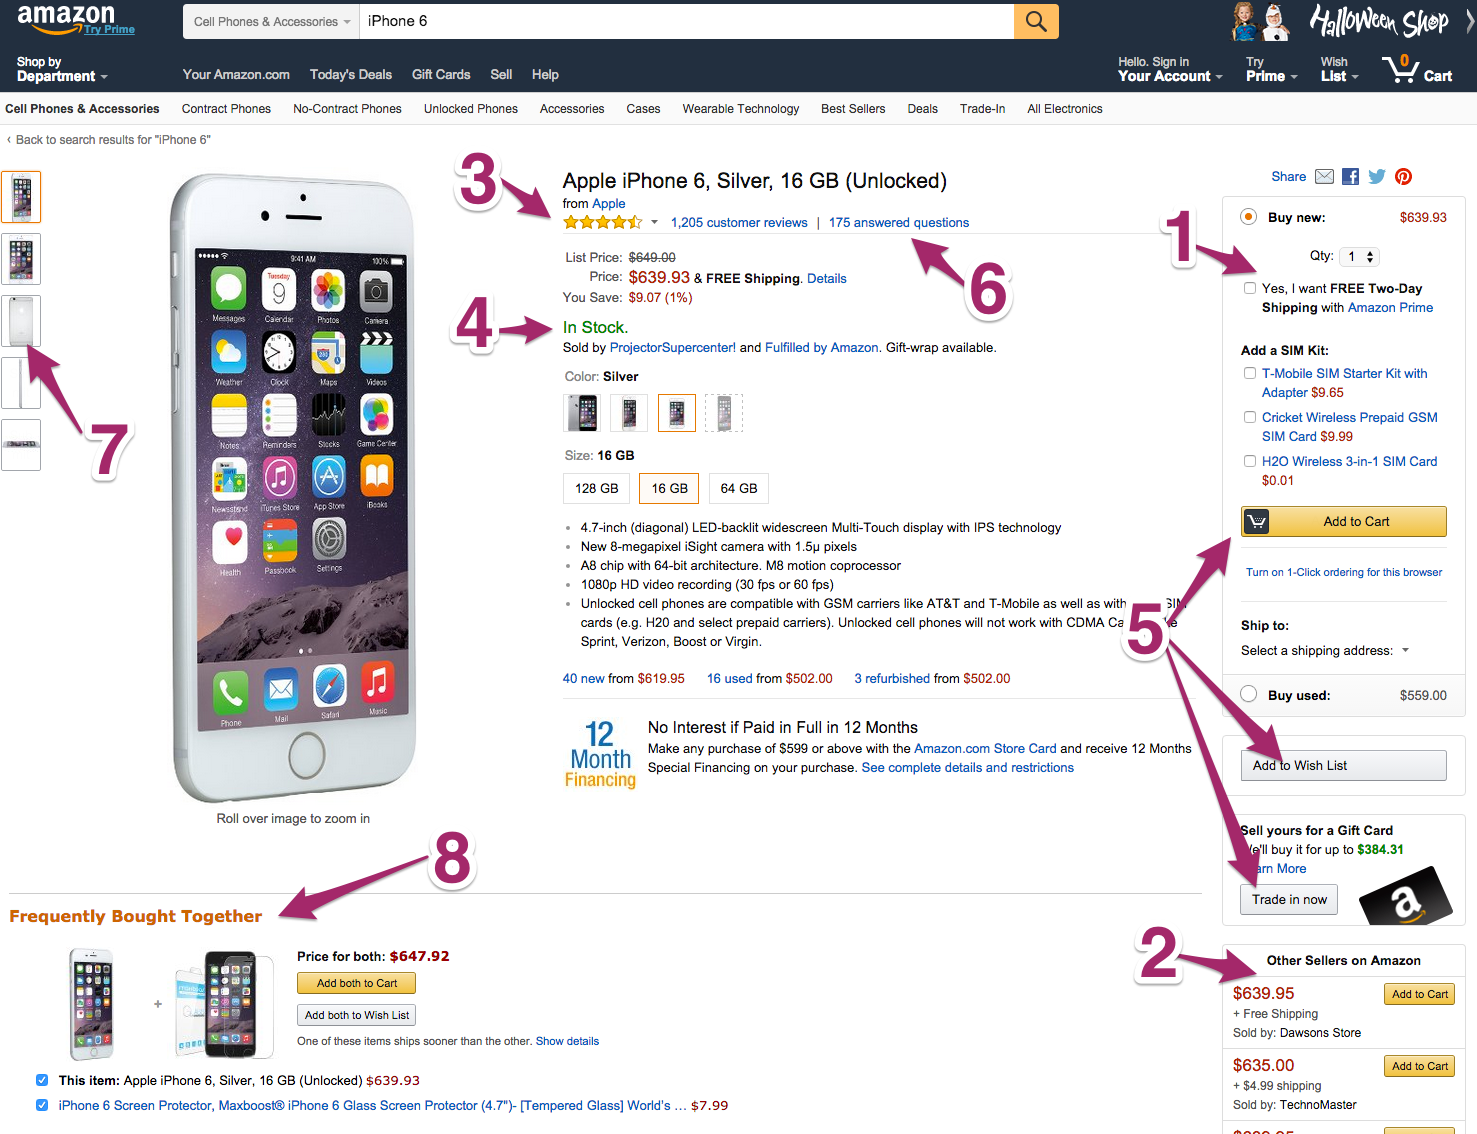 amazon
Try Prime
Cell Phones & Accessories
iPhone 6
Halloween Shop
Shop by
Department
Your Amazon.com
Today's Deals
Gift Cards
Sell
Help
Hello. Sign in
Your Account
Try
Prime
Wish
List
0
Cart
Cell Phones & Accessories
Contract Phones
No-Contract Phones
Unlocked Phones
Accessories
Cases
Wearable Technology
Best Sellers
Deals
Trade-In
All Electronics
‹ Back to search results for "iPhone 6"
3
Apple iPhone 6, Silver, 16 GB (Unlocked)
from Apple
1,205 customer reviews | 175 answered questions
List Price: $649.00
Price: $639.93 & FREE Shipping. Details
You Save: $9.07 (1%)
6
4
In Stock.
Sold by ProjectorSupercenter! and Fulfilled by Amazon. Gift-wrap available.
Color: Silver
Size: 16 GB
128 GB
16 GB
64 GB
• 4.7-inch (diagonal) LED-backlit widescreen Multi-Touch display with IPS technology
• New 8-megapixel iSight camera with 1.5μ pixels
• A8 chip with 64-bit architecture. M8 motion coprocessor
• 1080p HD video recording (30 fps or 60 fps)
• Unlocked cell phones are compatible with GSM carriers like AT&T and T-Mobile as well as with SIM
cards (e.g. H20 and select prepaid carriers). Unlocked cell phones will not work with CDMA
Sprint, Verizon, Boost or Virgin.
40 new from $619.95
16 used from $502.00
3 refurbished from $502.00
12
Month
Financing
No Interest if Paid in Full in 12 Months
Make any purchase of $599 or above with the Amazon.com Store Card and receive 12 Months
Special Financing on your purchase. See complete details and restrictions
9:41 AM
100%
Messages
Tuesday
9
Calendar
Photos
Camera
Weather
Clock
280
Maps
Videos
Notes
Reminders
Stocks
Game Center
Newsstand
iTunes Store
App Store
iBooks
Health
Passbook
Settings
Phone
Mail
Safari
Music
7
Roll over image to zoom in
Share
1
Buy new:
$639.93
Qty: 1
Yes, I want FREE Two-Day
Shipping with Amazon Prime
Add a SIM Kit:
T-Mobile SIM Starter Kit with
Adapter $9.65
Cricket Wireless Prepaid GSM
SIM Card $9.99
H2O Wireless 3-in-1 SIM Card
$0.01
Add to Cart
Turn on 1-Click ordering for this browser
5
Ship to:
Select a shipping address:
Buy used:
$559.00
Add to Wish List
Sell yours for a Gift Card
We'll buy it for up to $384.31
Learn More
Trade in now
a
2
Other Sellers on Amazon
$639.95
Add to Cart
+ Free Shipping
Sold by: Dawsons Store
$635.00
Add to Cart
+ $4.99 shipping
Sold by: TechnoMaster
8
Frequently Bought Together
+
Price for both: $647.92
Add both to Cart
Add both to Wish List
One of these items ships sooner than the other. Show details
This item: Apple iPhone 6, Silver, 16 GB (Unlocked) $639.93
iPhone 6 Screen Protector, Maxboost® iPhone 6 Glass Screen Protector (4.7")- [Tempered Glass] World's ... $7.99